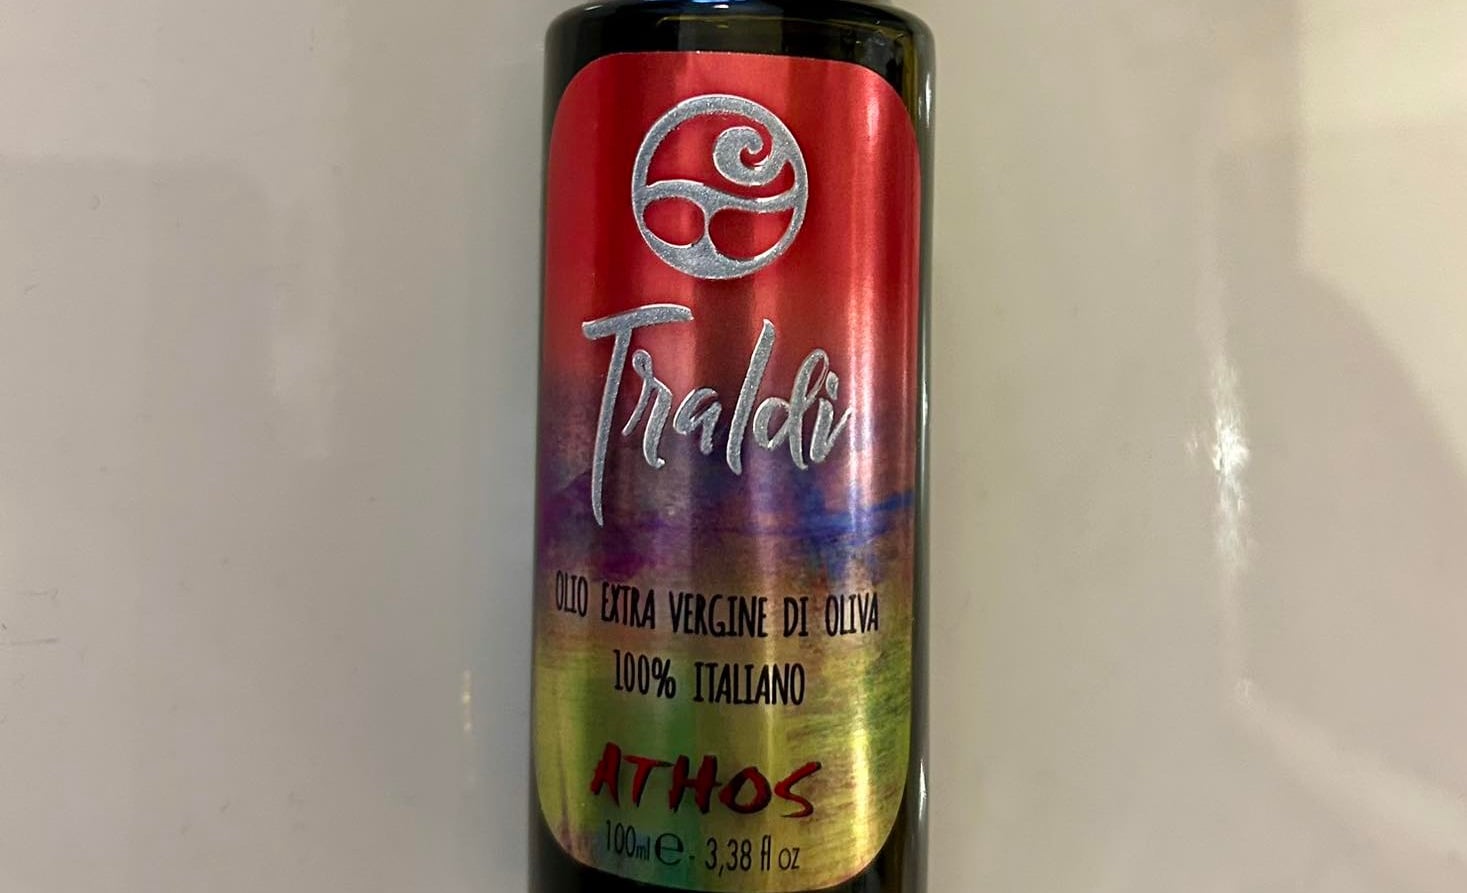 Traldi
OLIO EXTRA VERGINE DI OLIVA
100% ITALIANO
ATHOS
100ml e - 3,38 fl oz